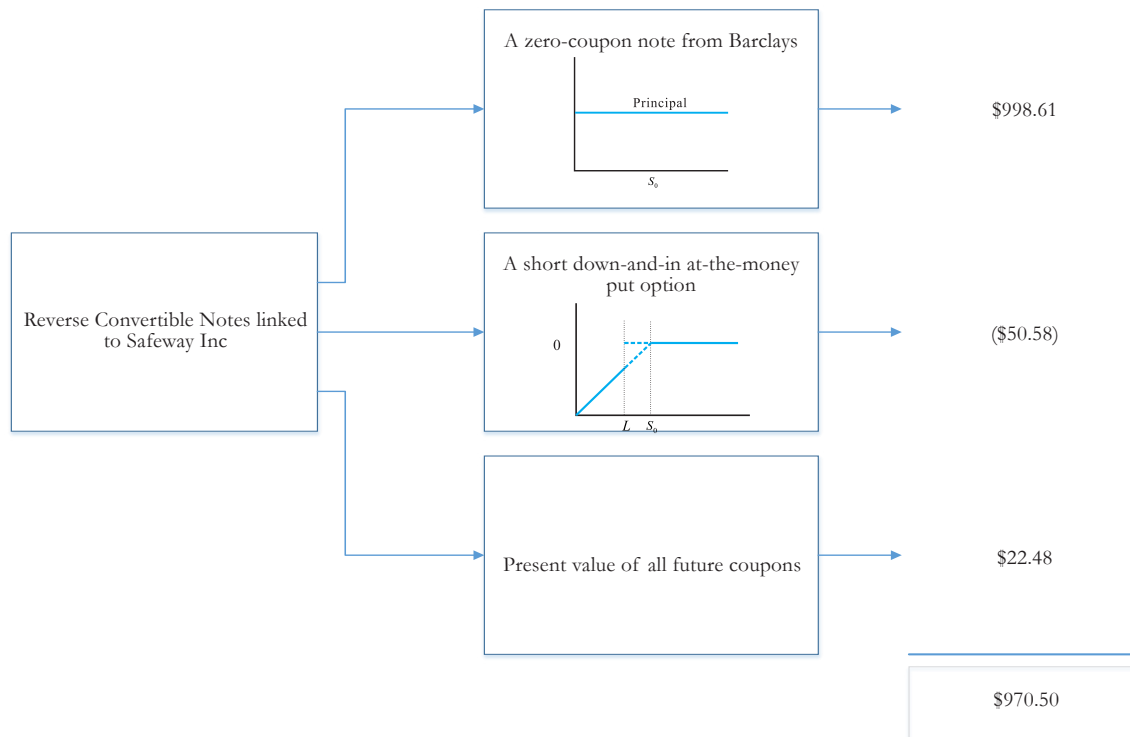 A zero-coupon note from Barclays
Principal
S₀
$998.61
Reverse Convertible Notes linked
to Safeway Inc
A short down-and-in at-the-money
put option
0
L S₀
($50.58)
Present value of all future coupons
$22.48
$970.50